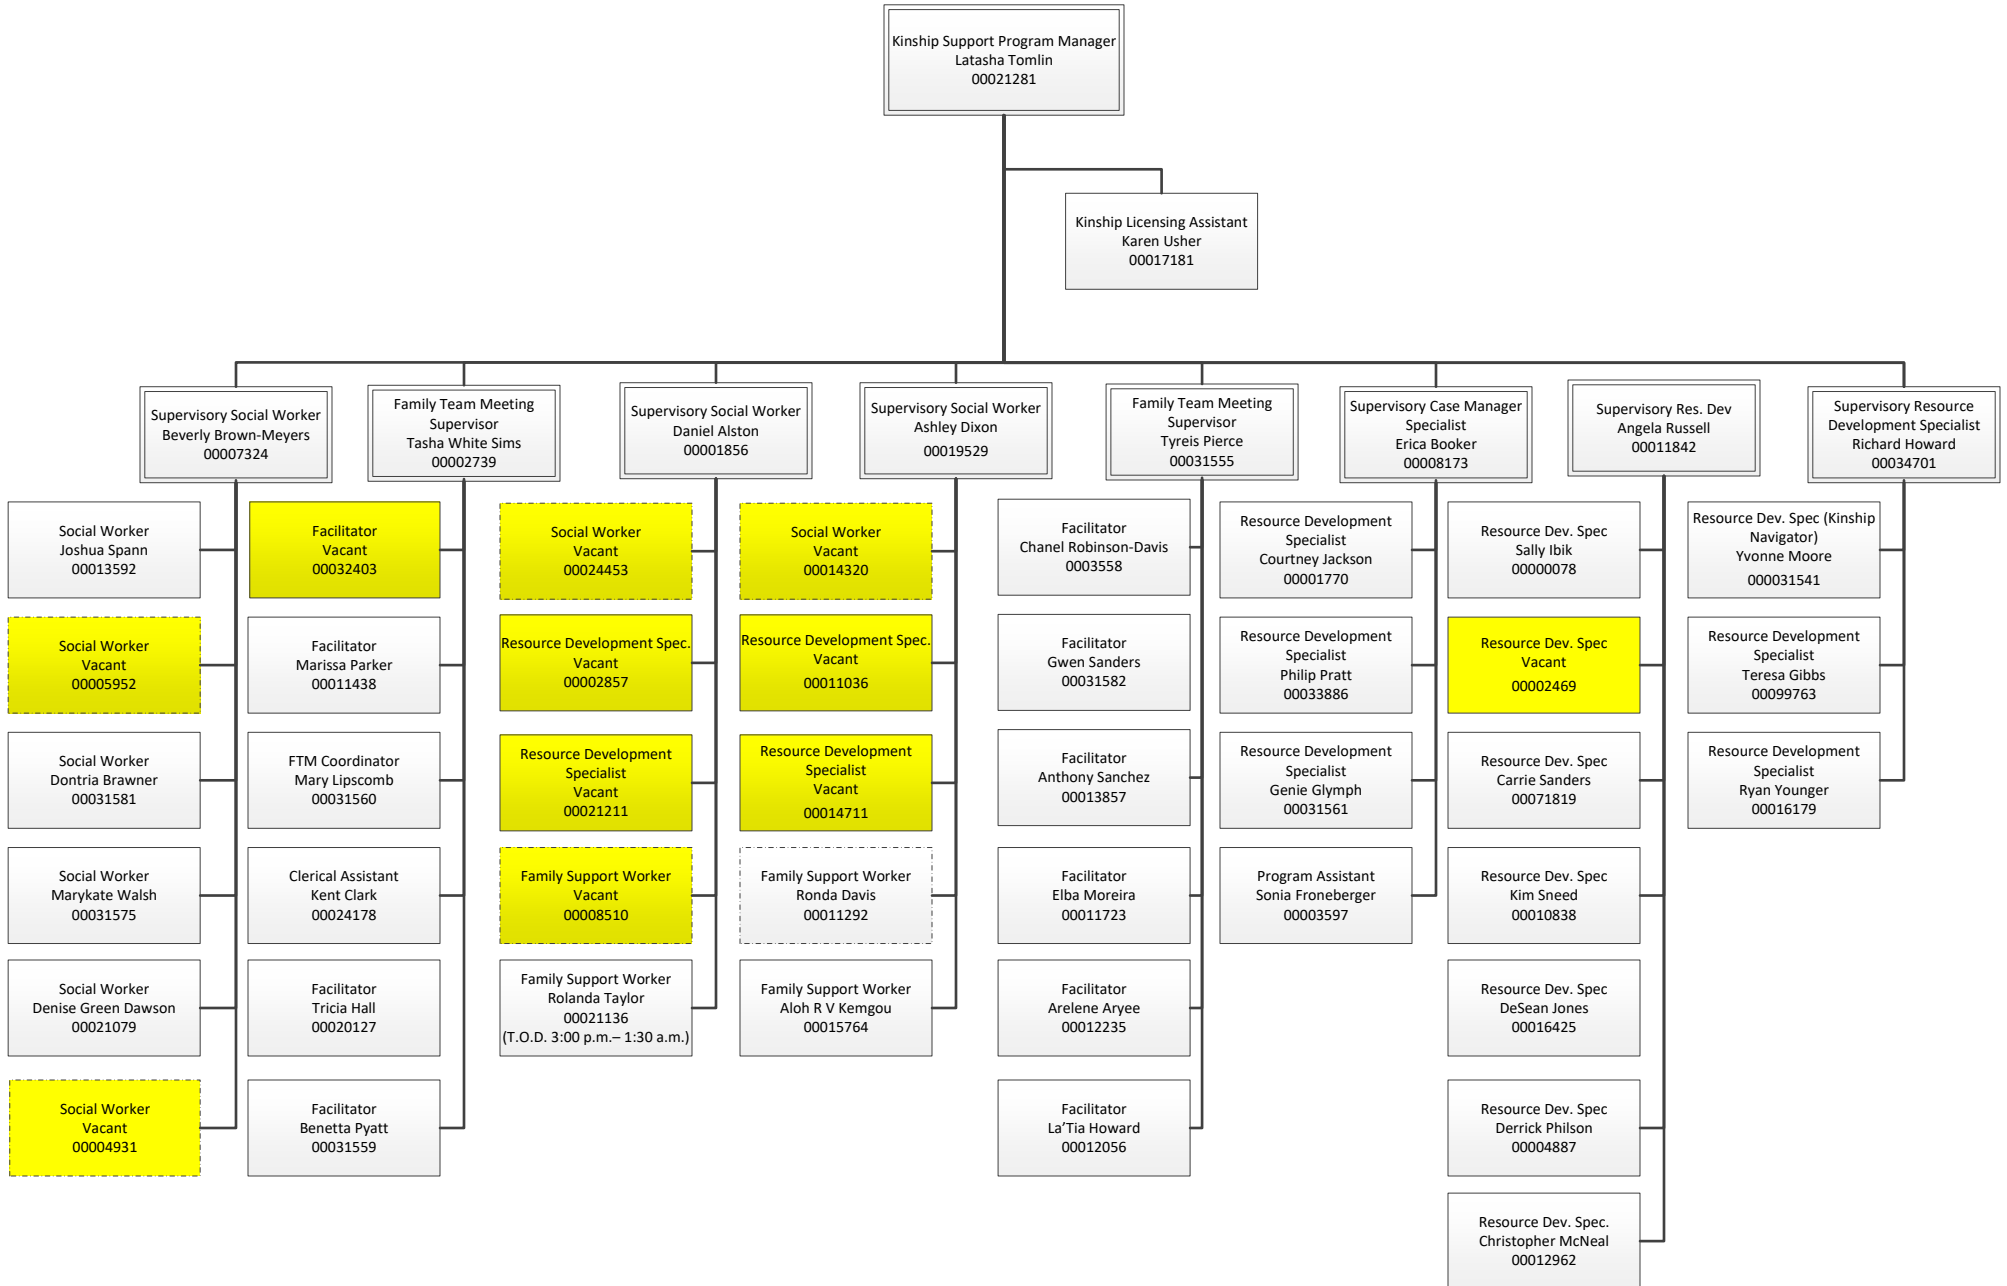 Kinship Support Program Manager
Latasha Tomlin
00021281
Kinship Licensing Assistant
Karen Usher
00017181
Supervisory Social Worker
Beverly Brown-Meyers
00007324
Family Team Meeting
Supervisor
Tasha White Sims
00002739
Supervisory Social Worker
Daniel Alston
00001856
Supervisory Social Worker
Ashley Dixon
00019529
Family Team Meeting
Supervisor
Tyreis Pierce
00031555
Supervisory Case Manager
Specialist
Erica Booker
00008173
Supervisory Res. Dev
Angela Russell
00011842
Supervisory Resource
Development Specialist
Richard Howard
00034701
Social Worker
Joshua Spann
00013592
Social Worker
Vacant
00005952
Social Worker
Dontria Brawner
00031581
Social Worker
Marykate Walsh
00031575
Social Worker
Denise Green Dawson
00021079
Social Worker
Vacant
00004931
Facilitator
Vacant
00032403
Facilitator
Marissa Parker
00011438
FTM Coordinator
Mary Lipscomb
00031560
Clerical Assistant
Kent Clark
00024178
Facilitator
Tricia Hall
00020127
Facilitator
Benetta Pyatt
00031559
Social Worker
Vacant
00024453
Resource Development Spec.
Vacant
00002857
Resource Development
Specialist
Vacant
00021211
Family Support Worker
Vacant
00008510
Family Support Worker
Rolanda Taylor
00021136
(T.O.D. 3:00 p.m.– 1:30 a.m.)
Social Worker
Vacant
00014320
Resource Development Spec.
Vacant
00011036
Resource Development
Specialist
Vacant
00014711
Family Support Worker
Ronda Davis
00011292
Family Support Worker
Aloh R V Kemgou
00015764
Facilitator
Chanel Robinson-Davis
0003558
Facilitator
Gwen Sanders
00031582
Facilitator
Anthony Sanchez
00013857
Facilitator
Elba Moreira
00011723
Facilitator
Arelene Aryee
00012235
Facilitator
La'Tia Howard
00012056
Resource Development
Specialist
Courtney Jackson
00001770
Resource Development
Specialist
Philip Pratt
00033886
Resource Development
Specialist
Genie Glymph
00031561
Program Assistant
Sonia Froneberger
00003597
Resource Dev. Spec
Sally Ibik
00000078
Resource Dev. Spec
Vacant
00002469
Resource Dev. Spec
Carrie Sanders
00071819
Resource Dev. Spec
Kim Sneed
00010838
Resource Dev. Spec
DeSean Jones
00016425
Resource Dev. Spec
Derrick Philson
00004887
Resource Dev. Spec.
Christopher McNeal
00012962
Resource Dev. Spec (Kinship
Navigator)
Yvonne Moore
000031541
Resource Development
Specialist
Teresa Gibbs
00099763
Resource Development
Specialist
Ryan Younger
00016179